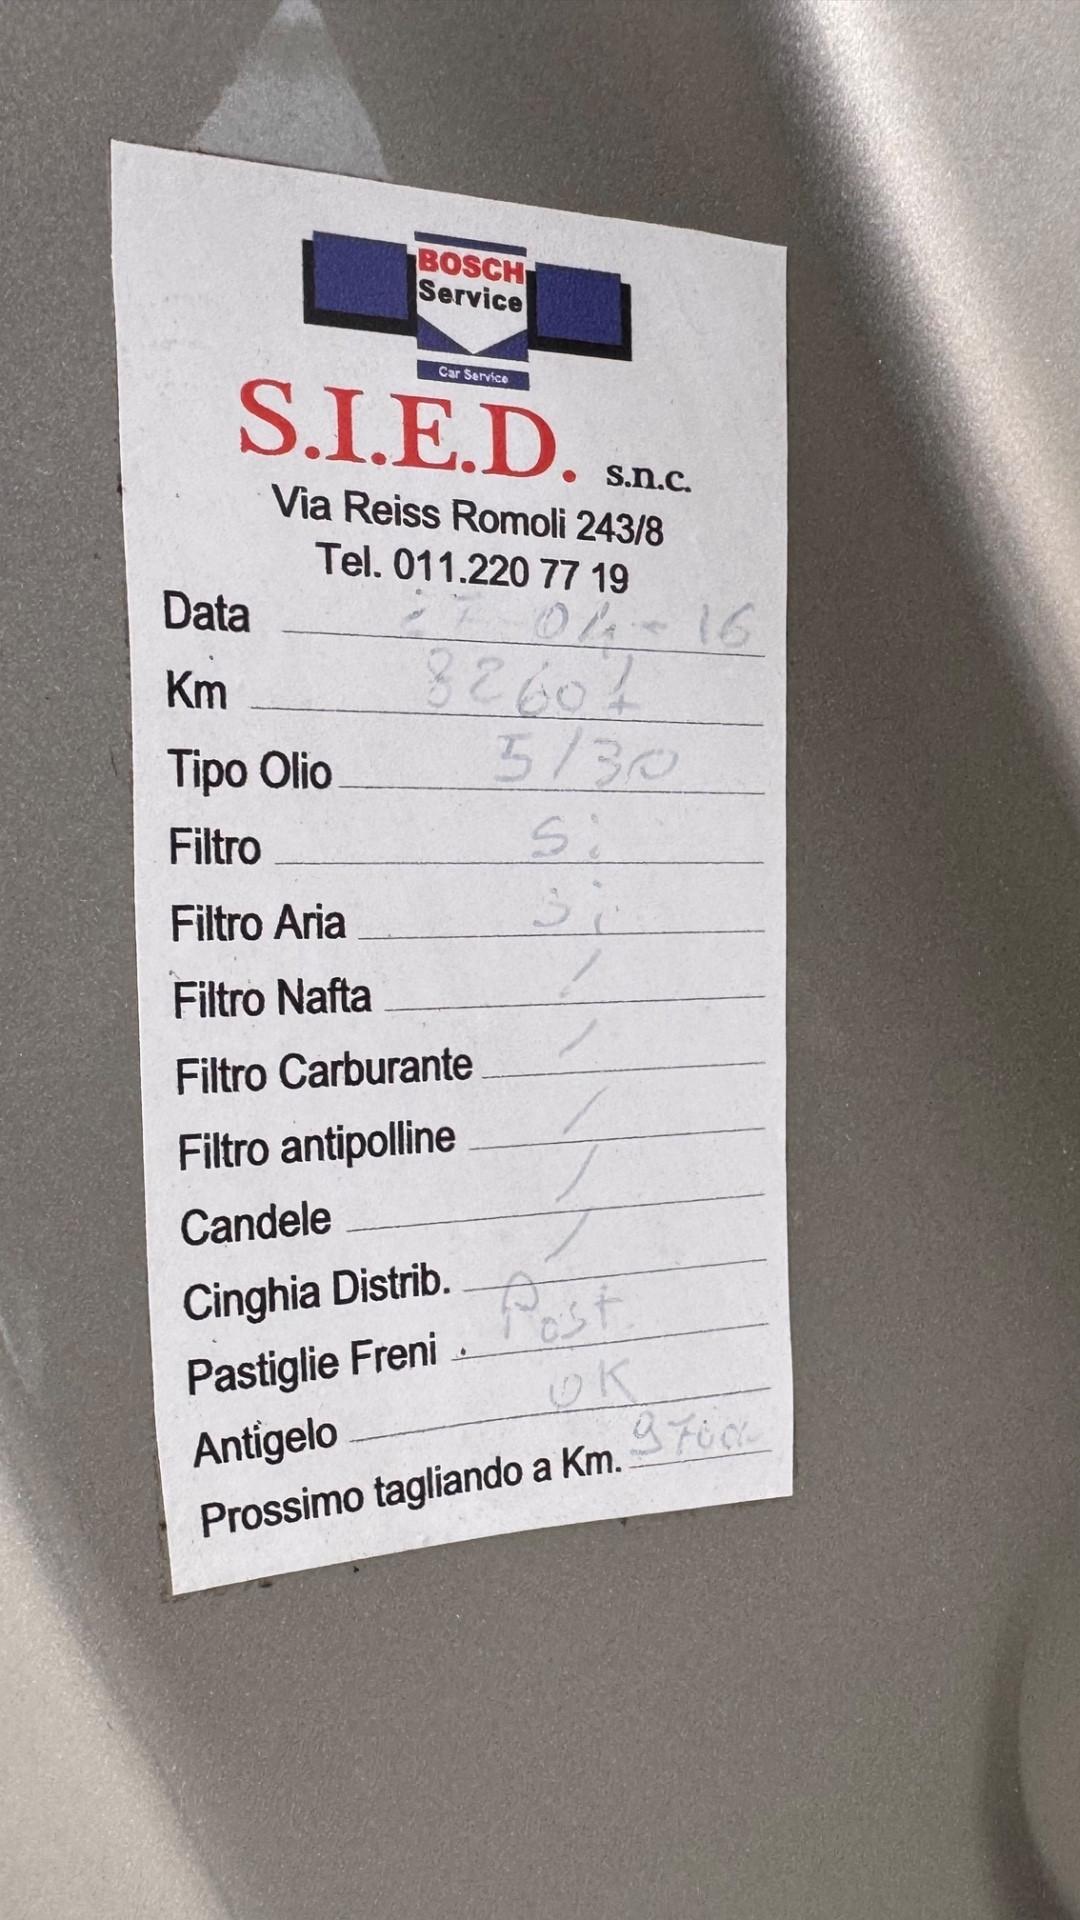 BOSCH
Service
Car Service
S.I.E.D. s.n.c.
Via Reiss Romoli 243/8
Tel. 011.220 77 19
Data 27-04-16
Km 82601
Tipo Olio 5/30
Filtro Si
Filtro Aria Si
Filtro Nafta /
Filtro Carburante /
Filtro antipolline /
Candele /
Cinghia Distrib. /
Pastiglie Freni Post.
Antigelo OK
Prossimo tagliando a Km.